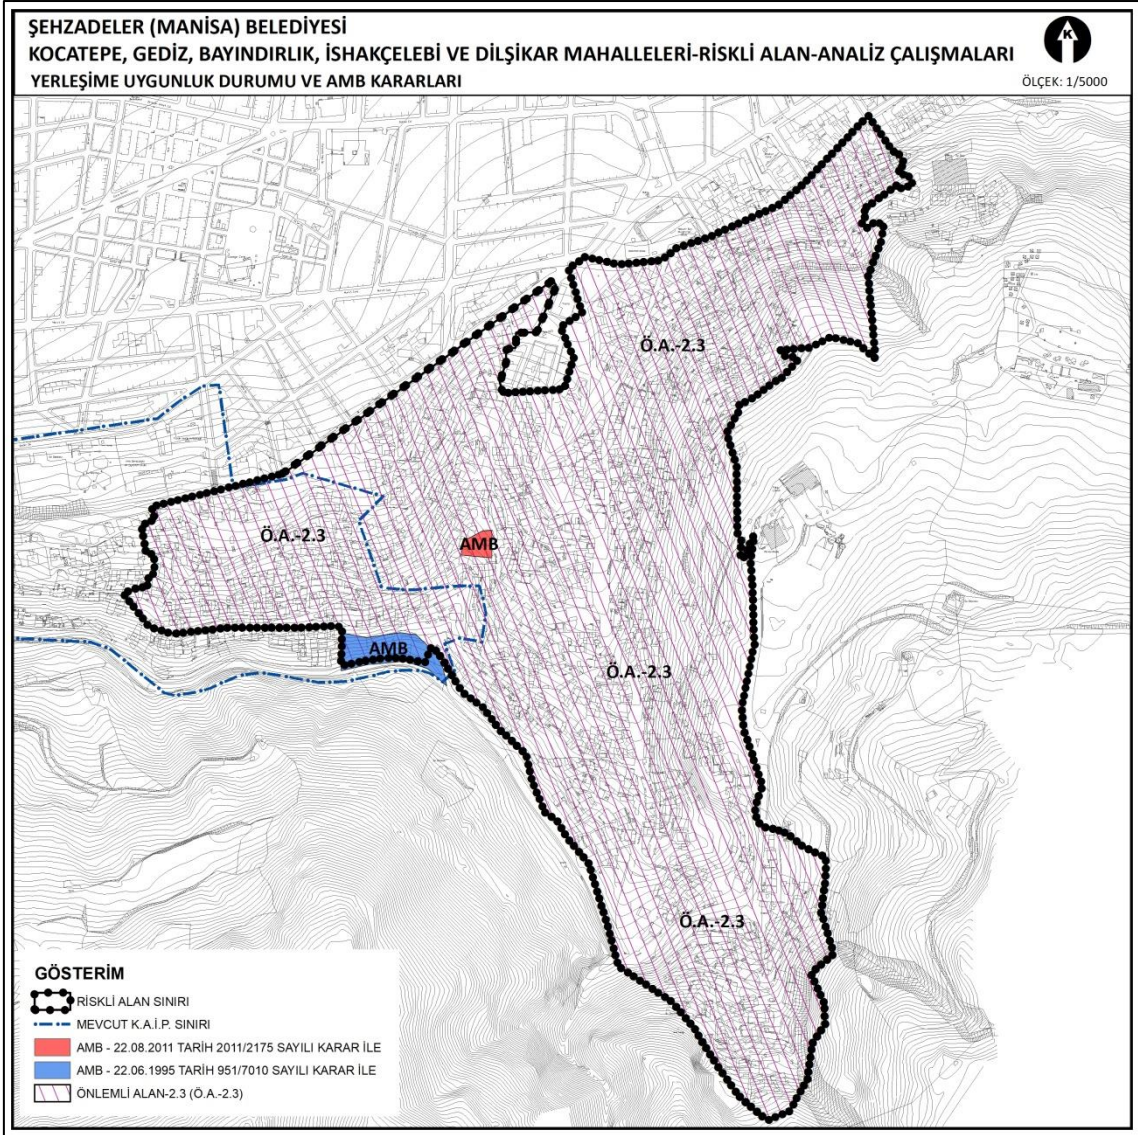 ŞEHZADELER (MANİSA) BELEDİYESİ
KOCATEPE, GEDİZ, BAYINDIRLIK, İSHAKÇELEBİ VE DİLŞİKAR MAHALLELERİ-RİSKLİ ALAN-ANALİZ ÇALIŞMALARI
YERLEŞİME UYGUNLUK DURUMU VE AMB KARARLARI
K
ÖLÇEK: 1/5000
Ö.A.-2.3
Ö.A.-2.3
AMB
AMB
Ö.A.-2.3
Ö.A.-2.3
GÖSTERİM
RİSKLİ ALAN SINIRI
MEVCUT K.A.İ.P. SINIRI
AMB - 22.08.2011 TARİH 2011/2175 SAYILI KARAR İLE
AMB - 22.06.1995 TARİH 951/7010 SAYILI KARAR İLE
ÖNLEMLİ ALAN-2.3 (Ö.A.-2.3)